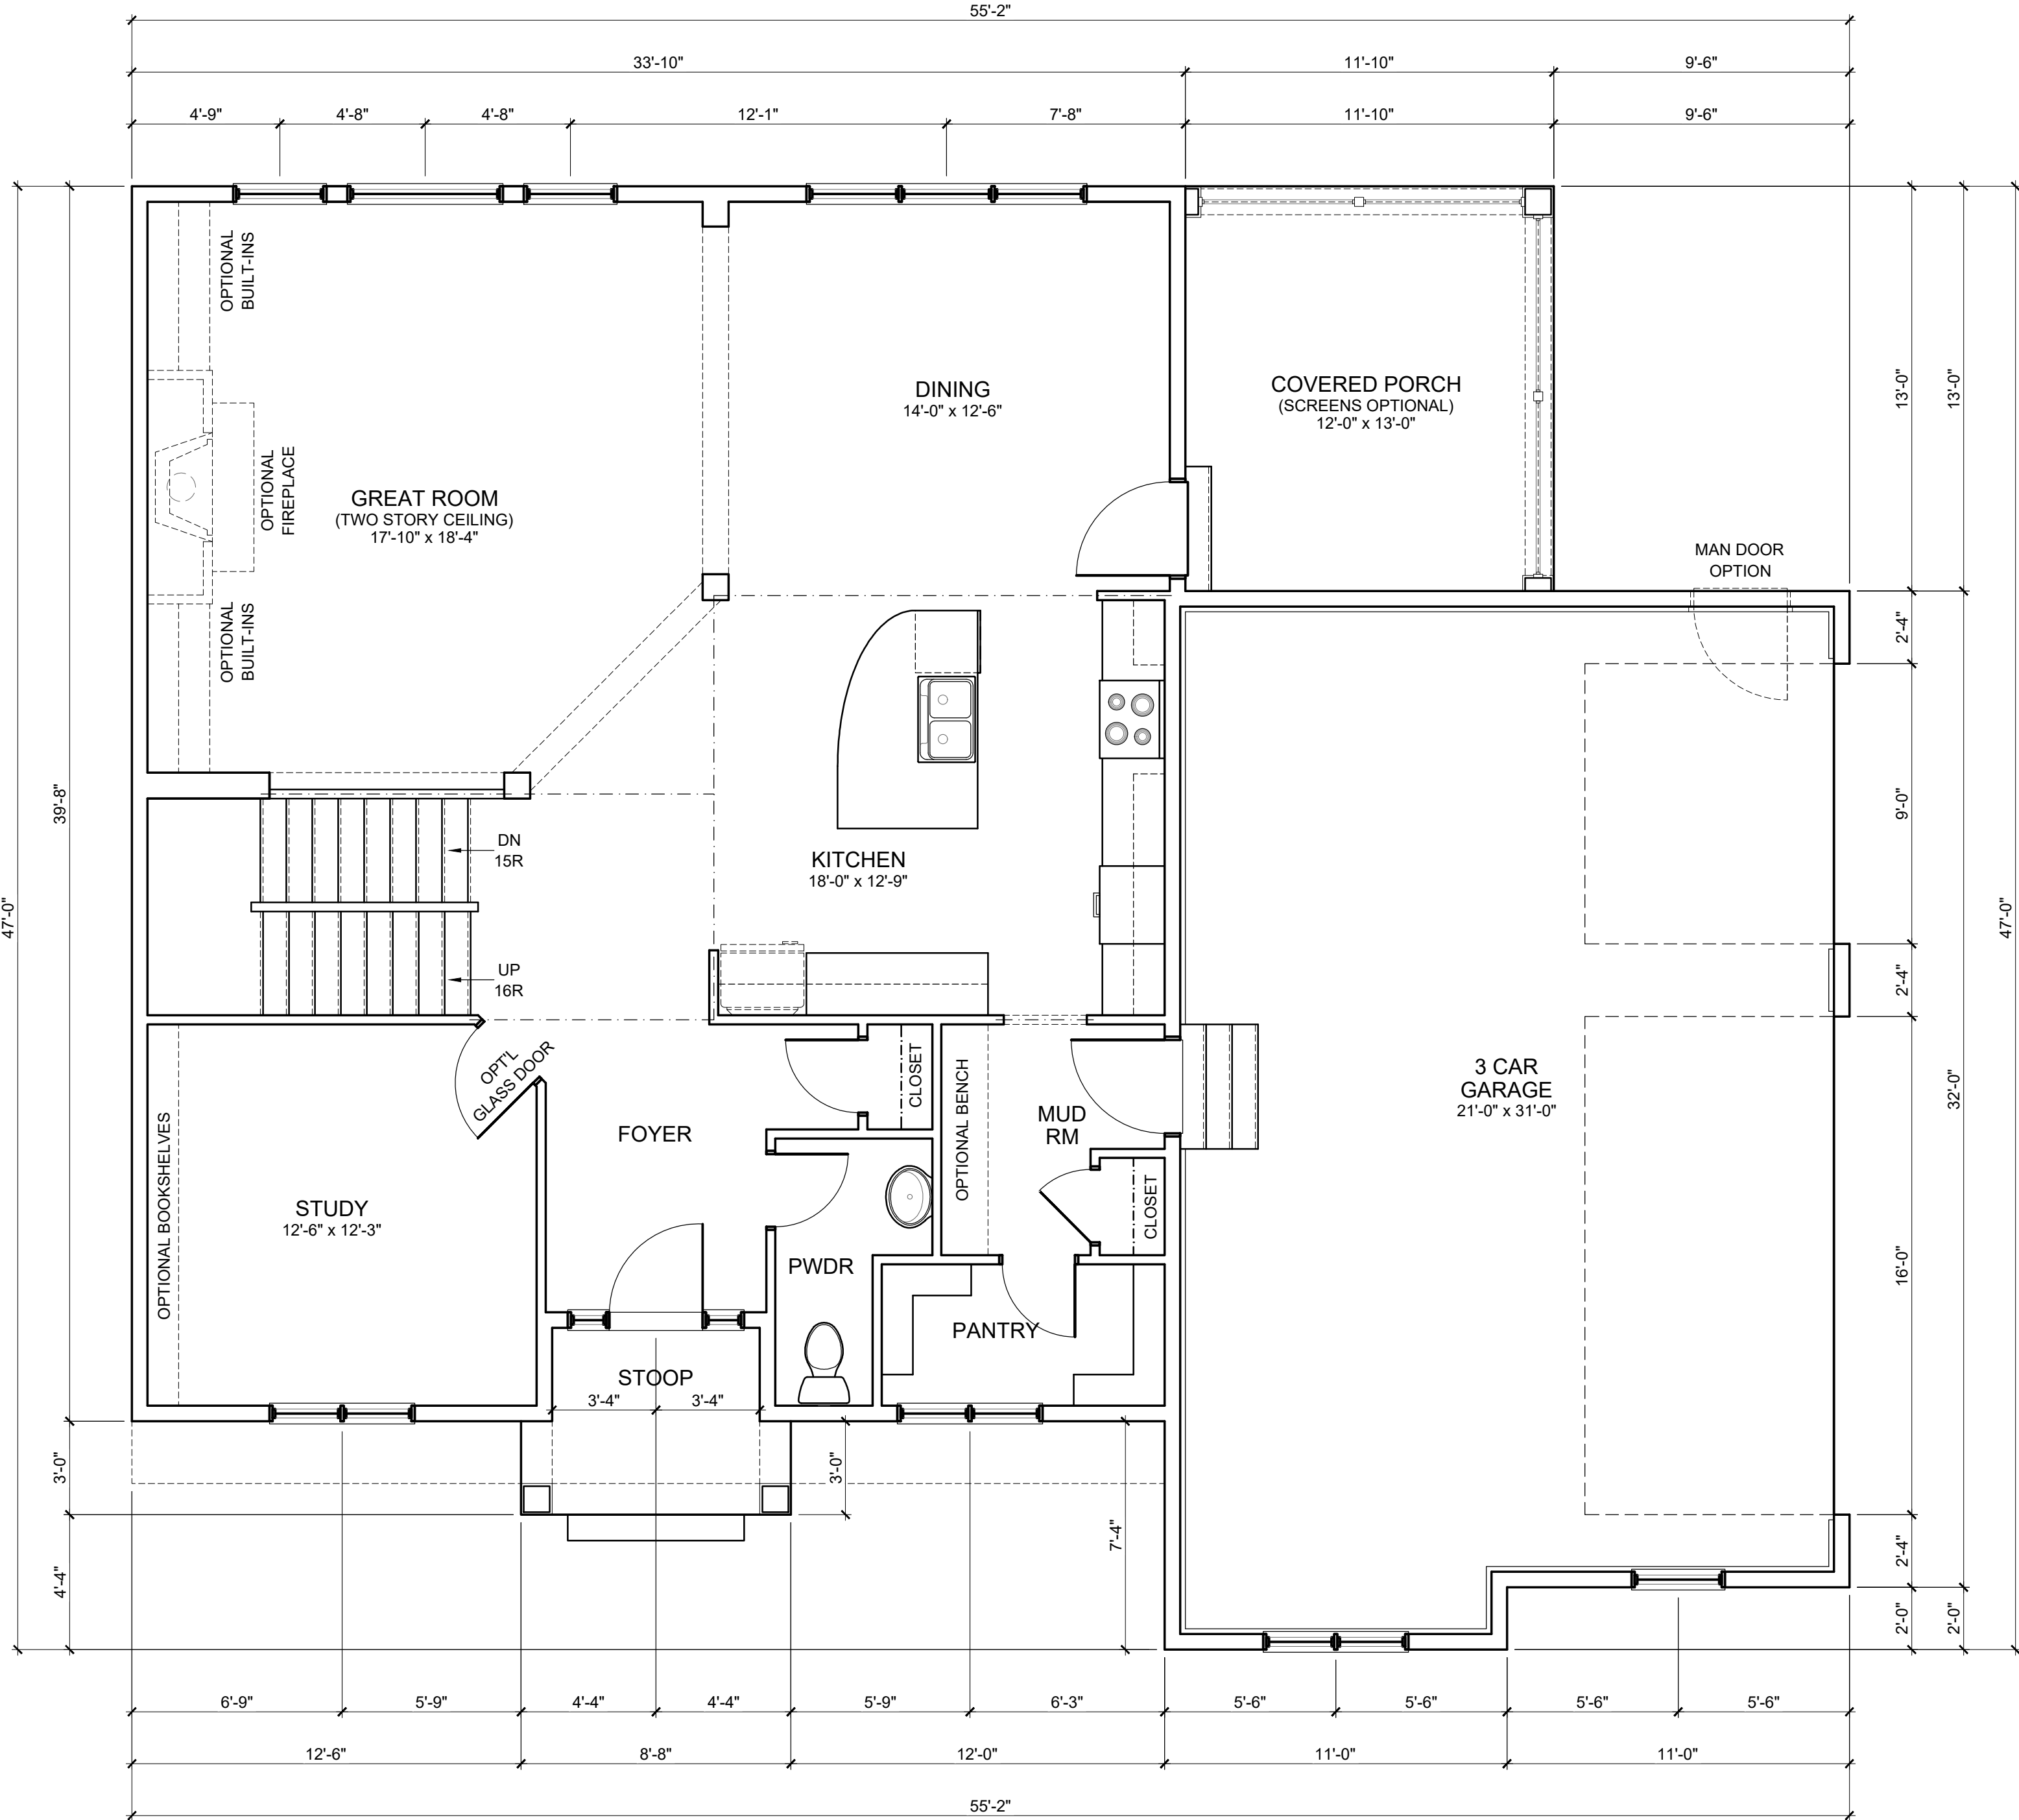 55'-2"
33'-10"
11'-10"
9'-6"
4'-9"
4'-8"
4'-8"
12'-1"
7'-8"
11'-10"
9'-6"
OPTIONAL
BUILT-INS
OPTIONAL
FIREPLACE
OPTIONAL
BUILT-INS
GREAT ROOM
(TWO STORY CEILING)
17'-10" x 18'-4"
DINING
14'-0" x 12'-6"
COVERED PORCH
(SCREENS OPTIONAL)
12'-0" x 13'-0"
MAN DOOR
OPTION
13'-0"
13'-0"
2'-4"
9'-0"
2'-4"
16'-0"
2'-4"
2'-0"
32'-0"
2'-0"
47'-0"
47'-0"
39'-8"
3'-0"
4'-4"
DN
15R
UP
16R
KITCHEN
18'-0" x 12'-9"
OPT'L
GLASS DOOR
OPTIONAL BOOKSHELVES
STUDY
12'-6" x 12'-3"
FOYER
CLOSET
OPTIONAL BENCH
MUD
RM
CLOSET
PWDR
PANTRY
3 CAR
GARAGE
21'-0" x 31'-0"
STOOP
3'-4"
3'-4"
3'-0"
7'-4"
6'-9"
5'-9"
4'-4"
4'-4"
5'-9"
6'-3"
5'-6"
5'-6"
5'-6"
5'-6"
12'-6"
8'-8"
12'-0"
11'-0"
11'-0"
55'-2"